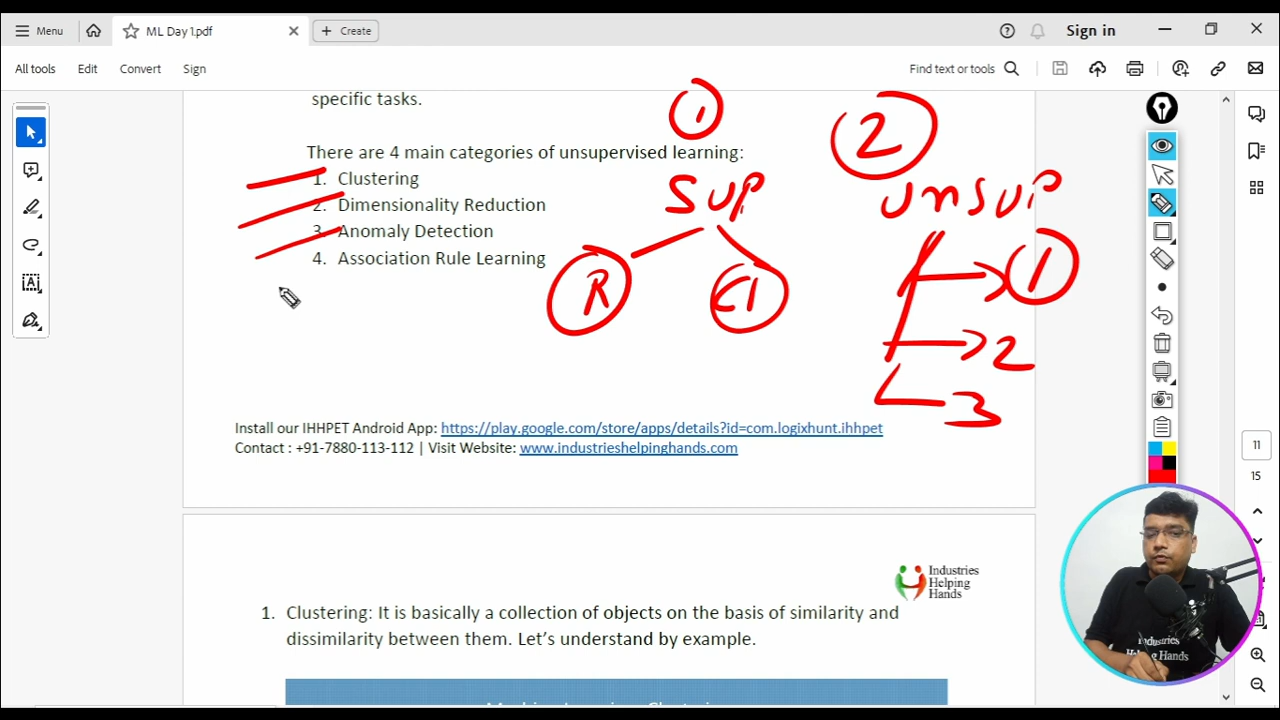 Menu
ML Day 1.pdf
Create
Sign in
All tools
Edit
Convert
Sign
Find text or tools
specific tasks.
There are 4 main categories of unsupervised learning:
1. Clustering
2. Dimensionality Reduction
3. Anomaly Detection
4. Association Rule Learning
1
SUP
R
Cl
2
UNSUP
1
2
3
Install our IHHPET Android App: https://play.google.com/store/apps/details?id=com.logixhunt.ihhpet
Contact : +91-7880-113-112 | Visit Website: www.industrieshelpinghands.com
11
15
Industries
Helping
Hands
1. Clustering: It is basically a collection of objects on the basis of similarity and
dissimilarity between them. Let's understand by example.